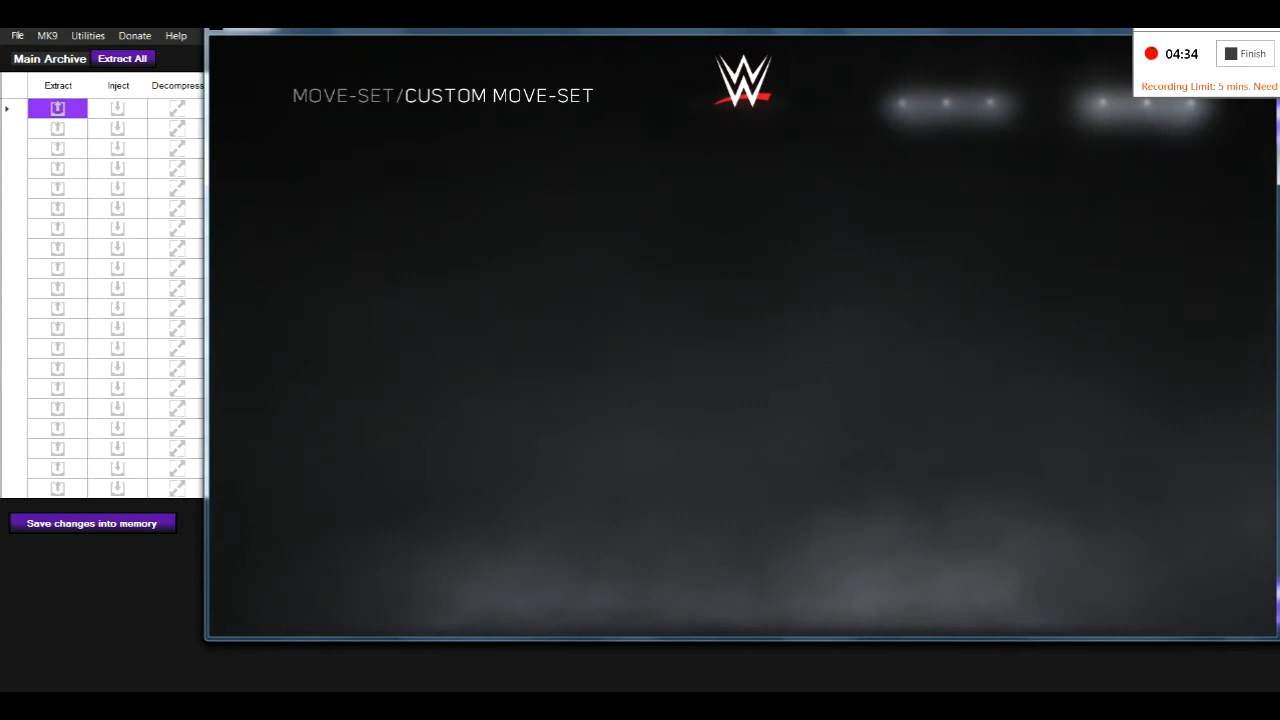 File MK9 Utilities Donate Help
Main Archive Extract All
Extract Inject Decompress
MOVE-SET/CUSTOM MOVE-SET
04:34 Finish
Recording Limit: 5 mins. Need
Save changes into memory